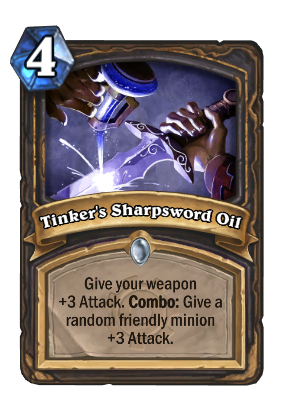 4
Tinker's Sharpsword Oil
Give your weapon
+3 Attack. Combo: Give a
random friendly minion
+3 Attack.